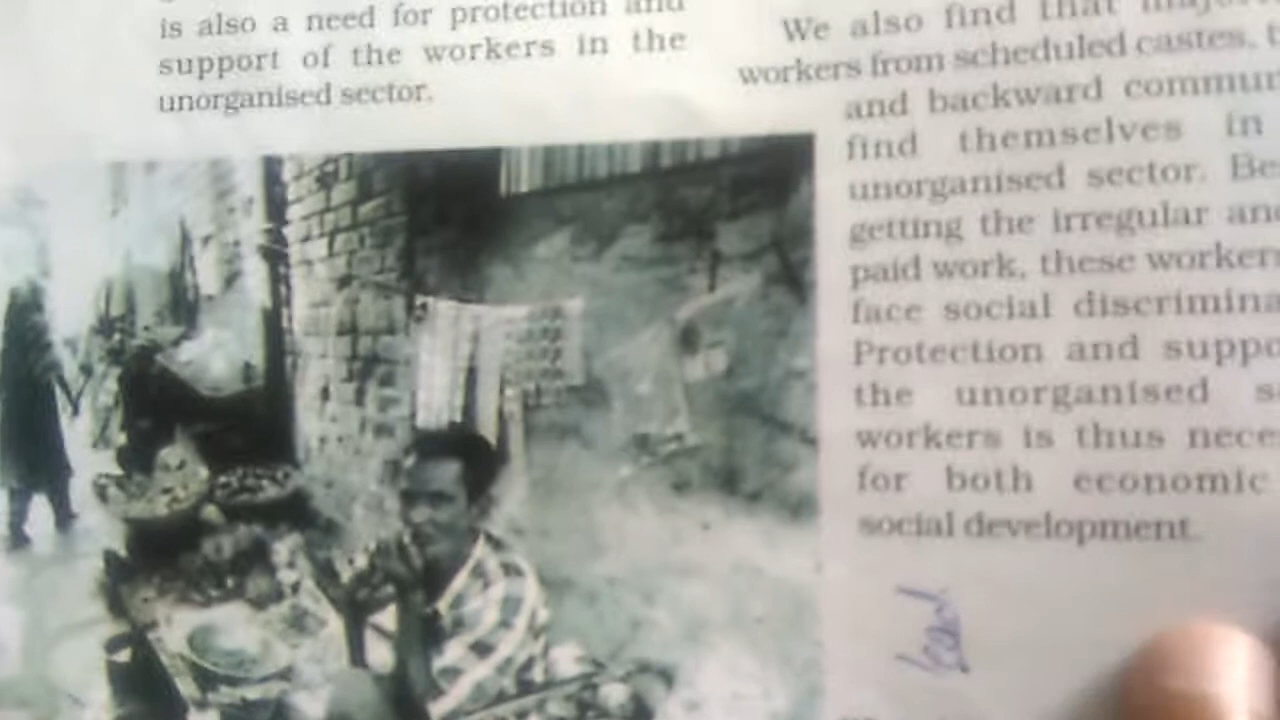 is also a need for protection and
support of the workers in the
unorganised sector.
We also find that
workers from scheduled castes,
and backward
find themselves in
unorganised sector.
getting the irregular
paid work, these
face social
Protection and
the unorganised
workers is thus
for both economic
social development.